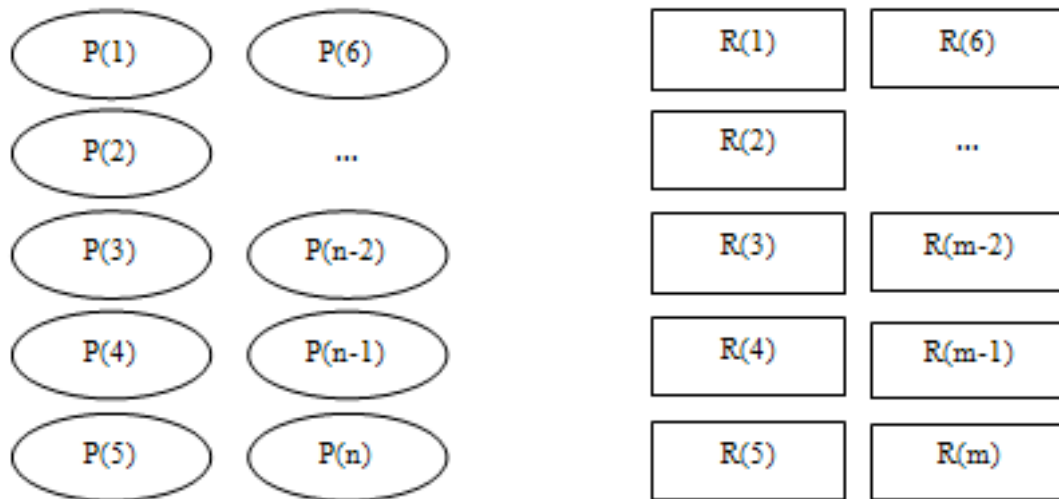 P(1) P(6) R(1) R(6)
P(2) ... R(2) ...
P(3) P(n-2) R(3) R(m-2)
P(4) P(n-1) R(4) R(m-1)
P(5) P(n) R(5) R(m)